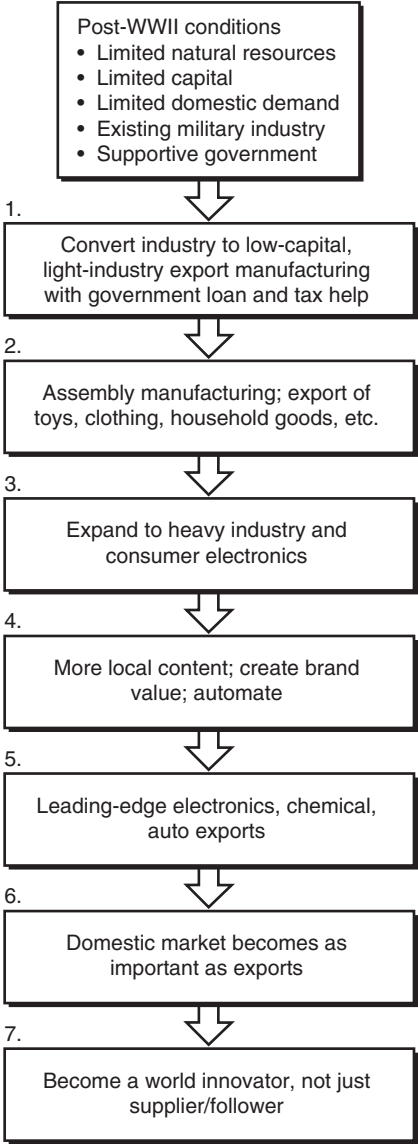 Post-WWII conditions
• Limited natural resources
• Limited capital
• Limited domestic demand
• Existing military industry
• Supportive government
1.
Convert industry to low-capital,
light-industry export manufacturing
with government loan and tax help
2.
Assembly manufacturing; export of
toys, clothing, household goods, etc.
3.
Expand to heavy industry and
consumer electronics
4.
More local content; create brand
value; automate
5.
Leading-edge electronics, chemical,
auto exports
6.
Domestic market becomes as
important as exports
7.
Become a world innovator, not just
supplier/follower